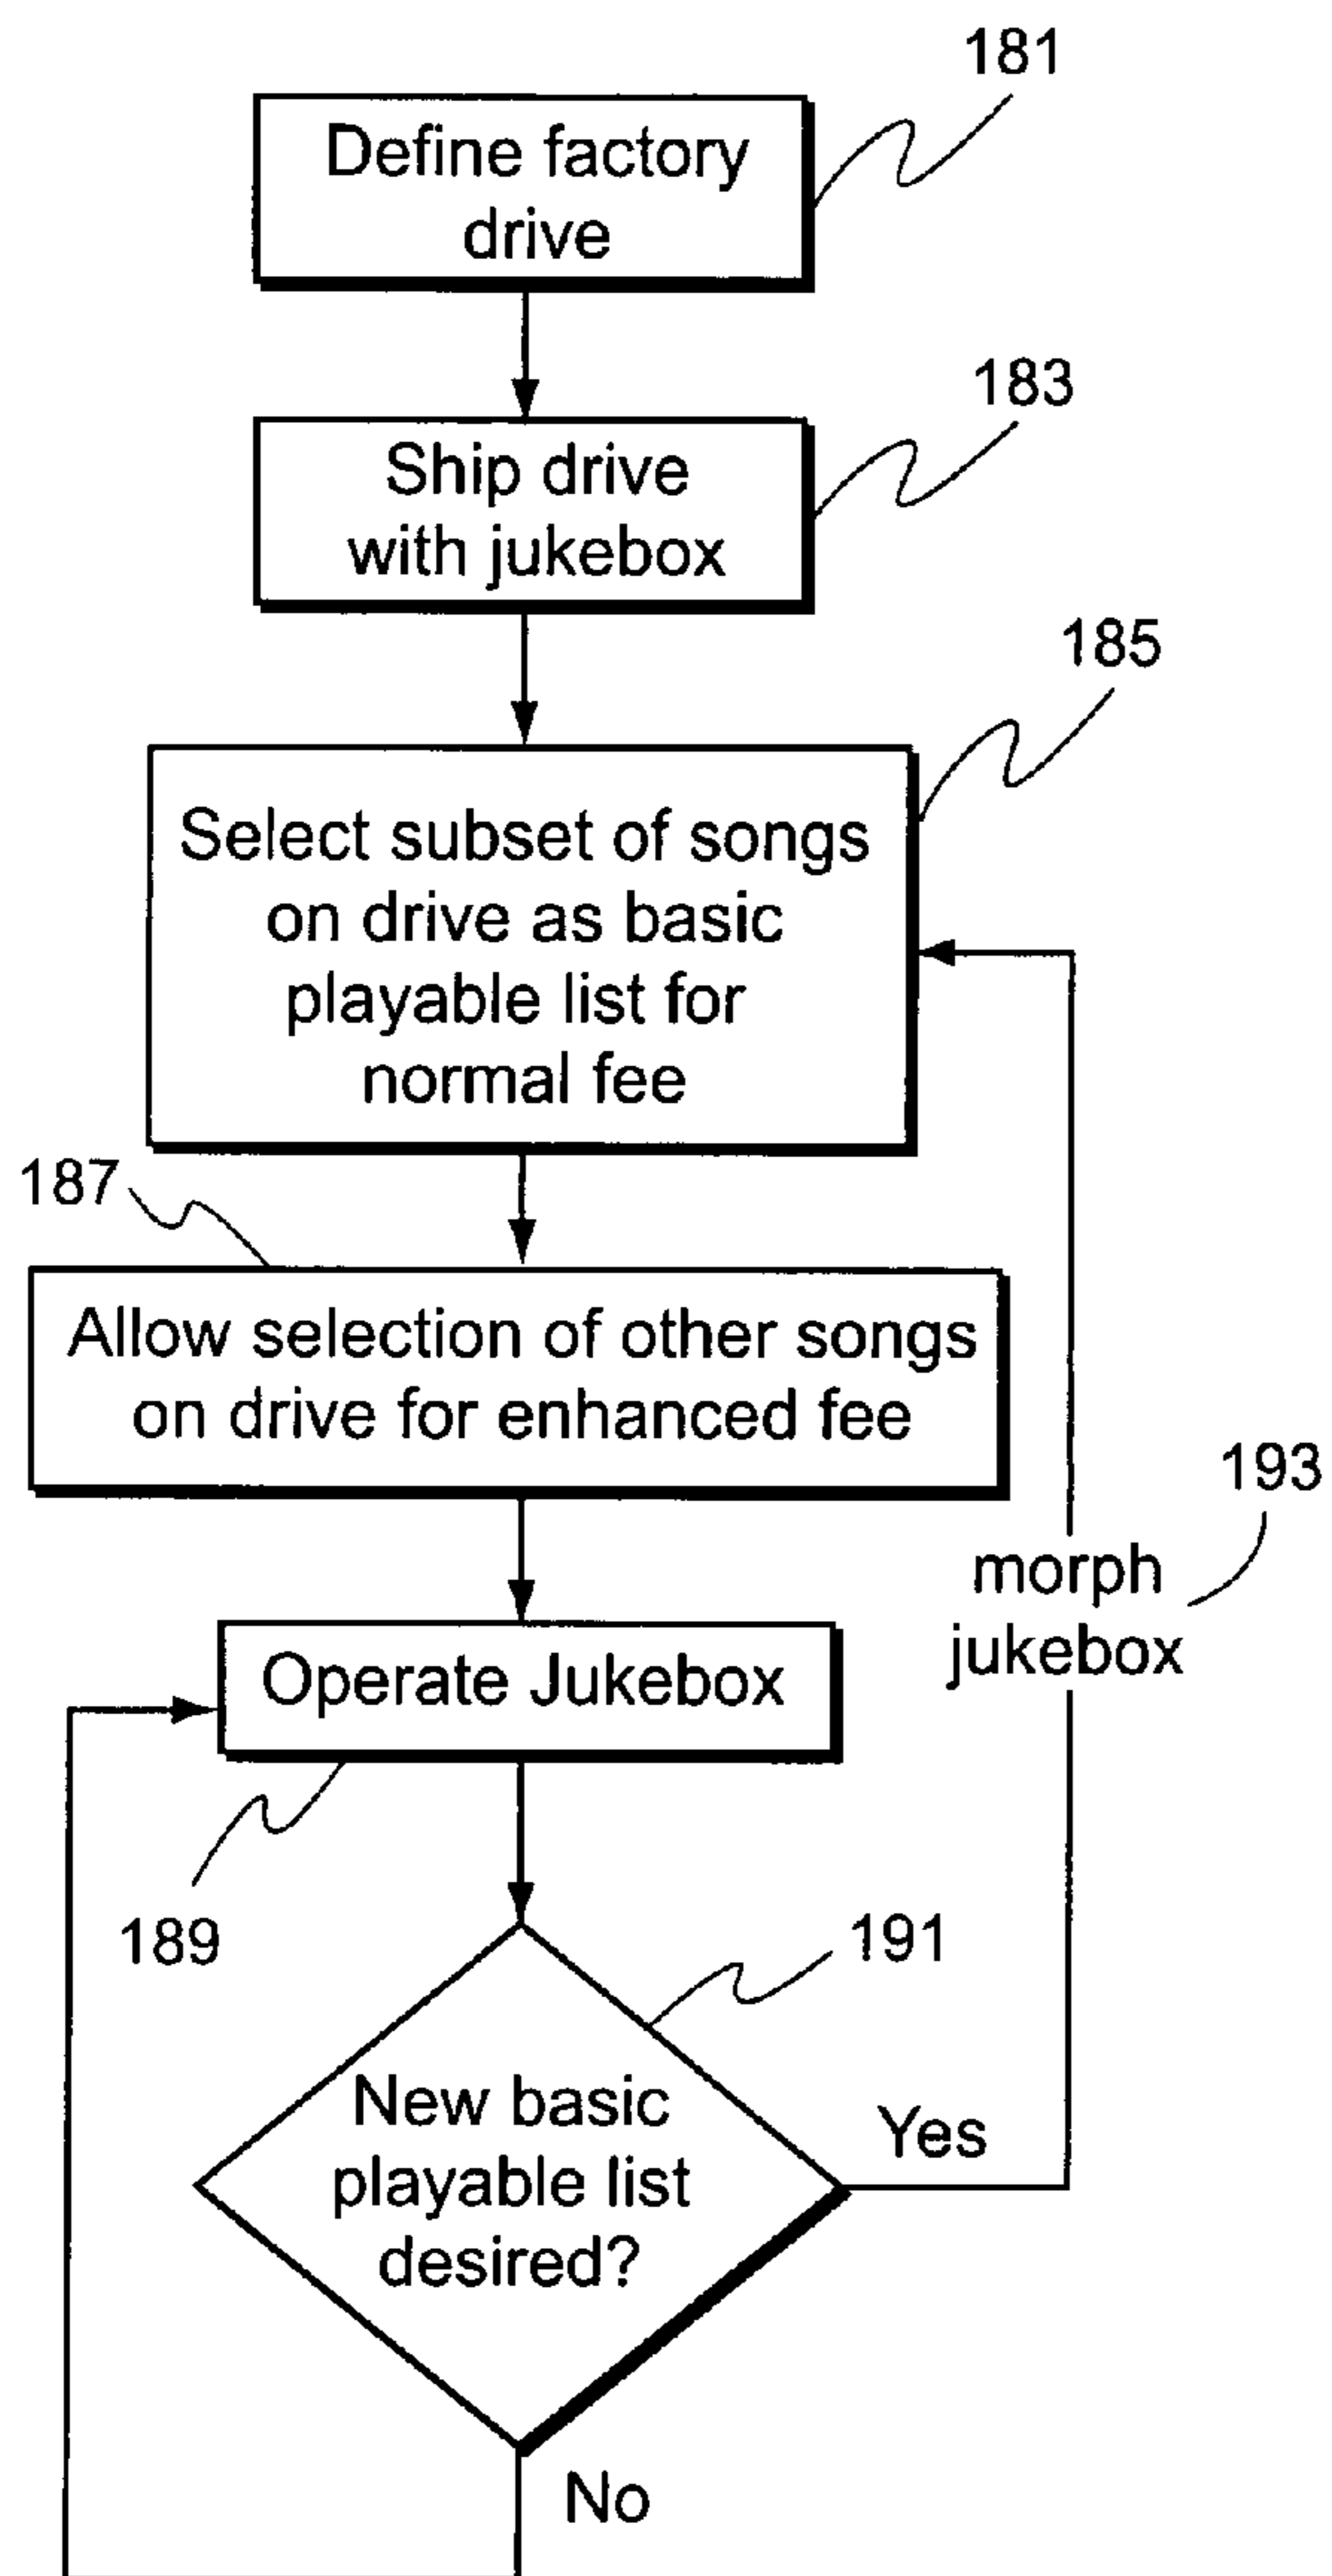 181
Define factory
drive
183
Ship drive
with jukebox
185
Select subset of songs
on drive as basic
playable list for
normal fee
187
Allow selection of other songs
on drive for enhanced fee
193
morph
jukebox
Operate Jukebox
189
191
New basic
playable list
desired?
Yes
No